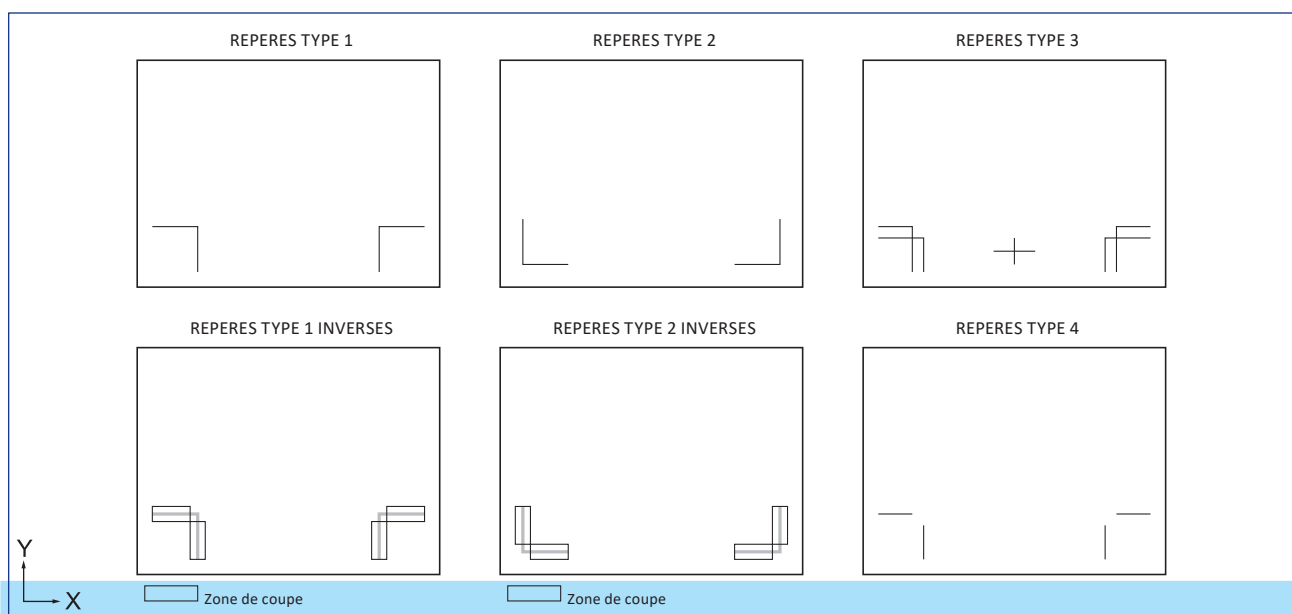 REPERES TYPE 1
REPERES TYPE 2
REPERES TYPE 3
REPERES TYPE 1 INVERSES
REPERES TYPE 2 INVERSES
REPERES TYPE 4
Y
X
Zone de coupe
Zone de coupe